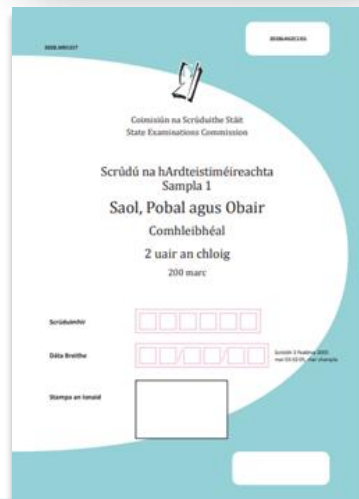 Coimisiún na Scrúduithe Stáit
State Examinations Commission
Scrúdú na hArdteistiméireachta
Sampla 1
Saol, Pobal agus Obair
Comhleibhéal
2 uair an chloig
200 marc
Scrúduimhir
Dáta Breithe
Stampa an Ionaid